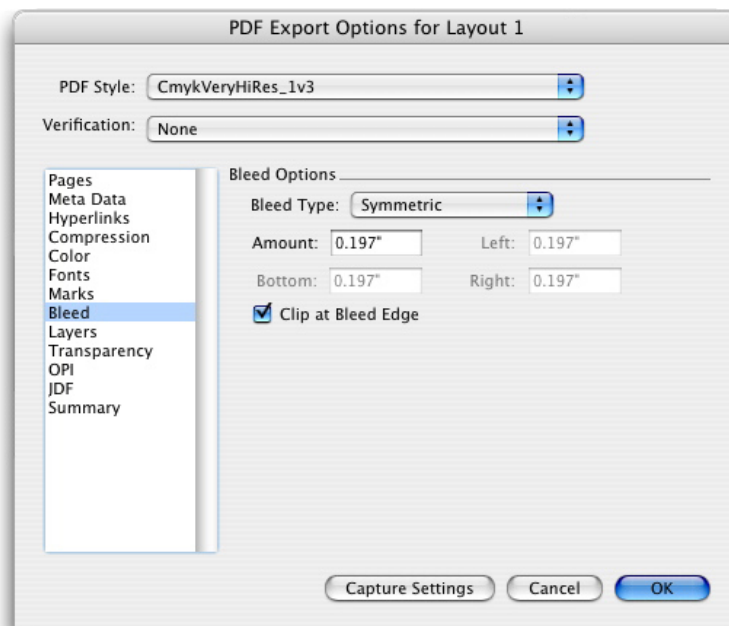 PDF Export Options for Layout 1
PDF Style: CmykVeryHiRes_1v3
Verification: None
Pages
Meta Data
Hyperlinks
Compression
Color
Fonts
Marks
Bleed
Layers
Transparency
OPI
JDF
Summary
Bleed Options
Bleed Type: Symmetric
Amount: 0.197" Left: 0.197"
Bottom: 0.197" Right: 0.197"
Clip at Bleed Edge
Capture Settings Cancel OK